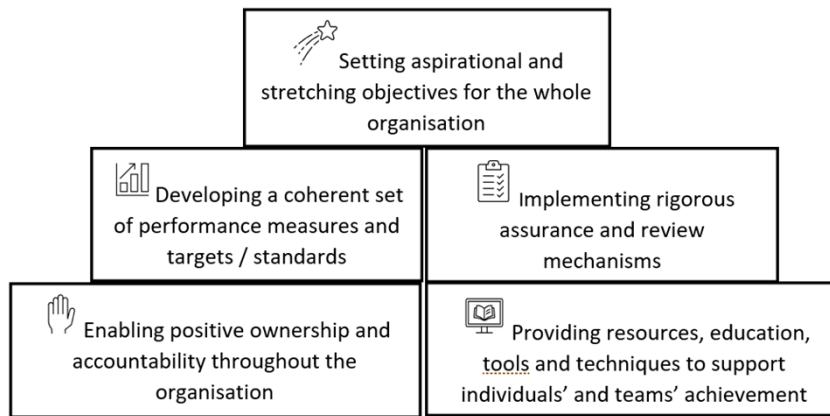 Setting aspirational and
stretching objectives for the whole
organisation
Developing a coherent set
of performance measures and
targets / standards
Implementing rigorous
assurance and review
mechanisms
Enabling positive ownership and
accountability throughout the
organisation
Providing resources, education,
tools and techniques to support
individuals’ and teams’ achievement